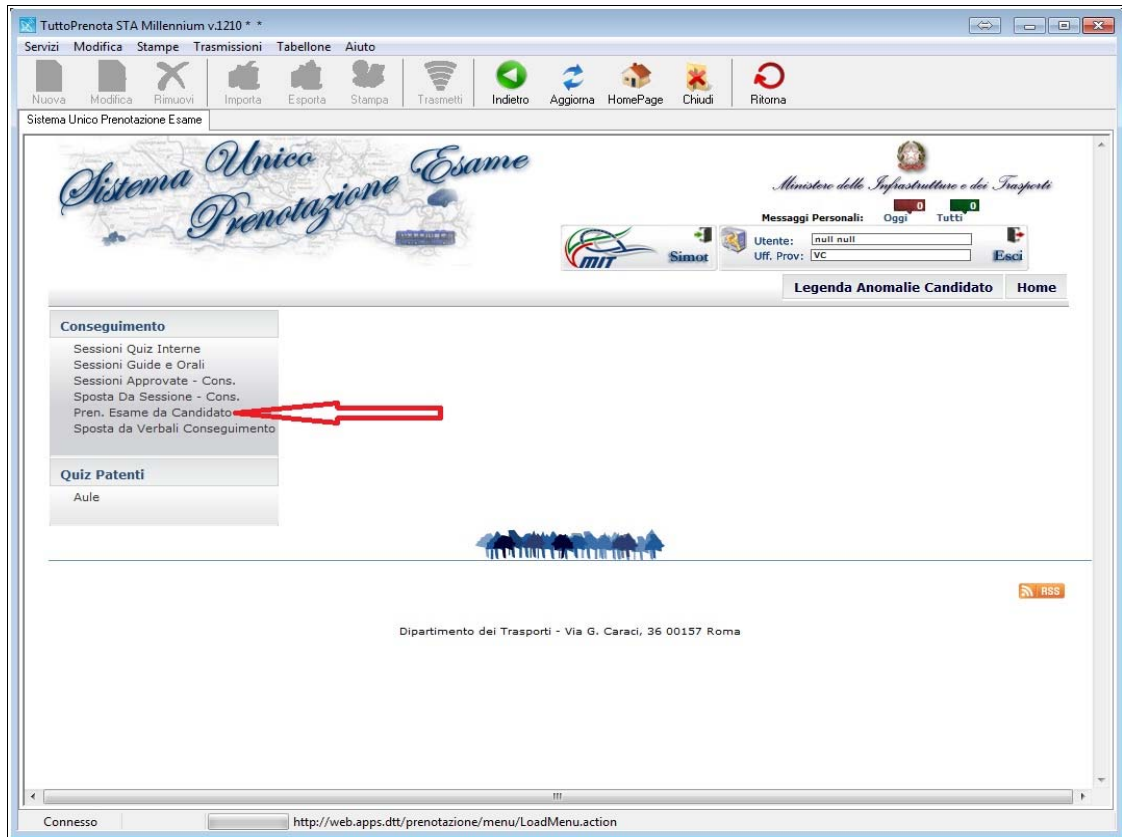 TuttoPrenota STA Millennium v.1210 * *
Servizi Modifica Stampe Trasmissioni Tabellone Aiuto
Nuova Modifica Rimuovi Importa Esporta Stampa Trasmetti Indietro Aggiorna HomePage Chiudi Ritorna
Sistema Unico Prenotazione Esame
Sistema Unico Prenotazione Esame
Ministero delle Infrastrutture e dei Trasporti
0 0
Messaggi Personali: Oggi Tutti
MIT Simot
Utente: null null
Uff. Prov: VC
Esci
Legenda Anomalie Candidato Home
Conseguimento
Sessioni Quiz Interne
Sessioni Guide e Orali
Sessioni Approvate - Cons.
Sposta Da Sessione - Cons.
Pren. Esame da Candidato
Sposta da Verbali Conseguimento
Quiz Patenti
Aule
RSS
Dipartimento dei Trasporti - Via G. Caraci, 36 00157 Roma
Connesso http://web.apps.dtt/prenotazione/menu/LoadMenu.action